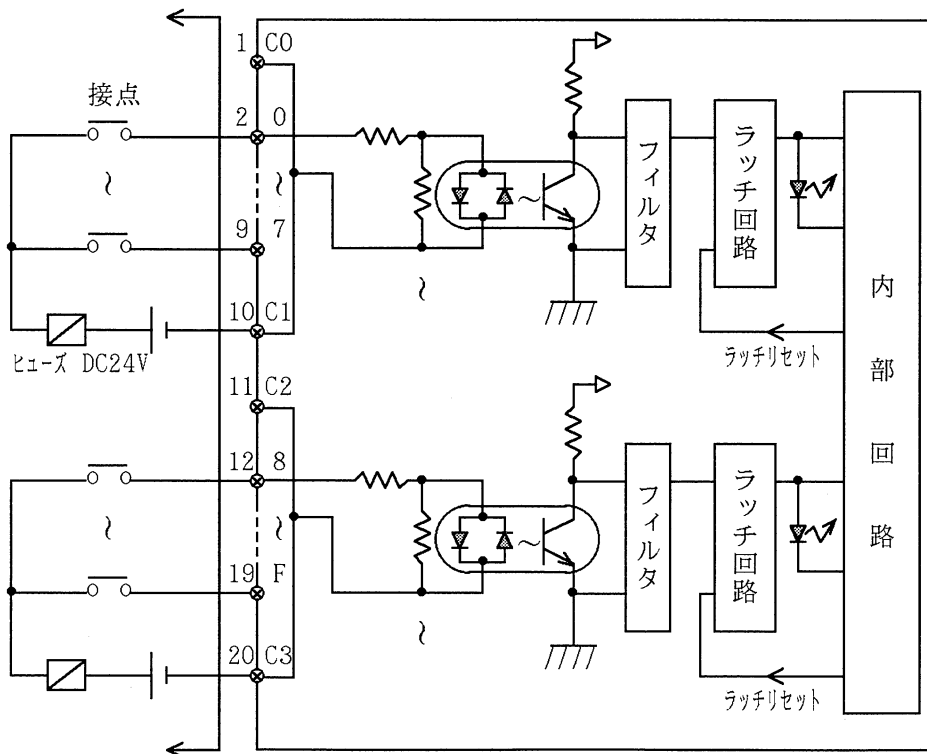 1 C0
接点
2 0
～
～
9 7
～
10 C1
ヒューズ DC24V
～
フィルタ
ラッチ回路
ラッチリセット
内部回路
11 C2
12 8
～
～
19 F
～
20 C3
～
フィルタ
ラッチ回路
ラッチリセット